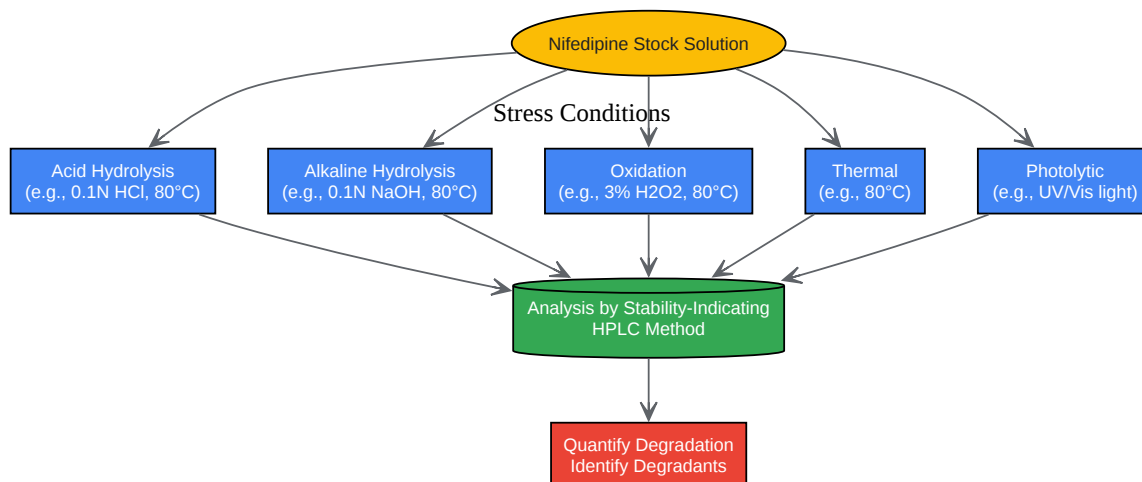 Nifedipine Stock Solution
Stress Conditions
Acid Hydrolysis
(e.g., 0.1N HCl, 80°C)
Alkaline Hydrolysis
(e.g., 0.1N NaOH, 80°C)
Oxidation
(e.g., 3% H2O2, 80°C)
Thermal
(e.g., 80°C)
Photolytic
(e.g., UV/Vis light)
Analysis by Stability-Indicating
HPLC Method
Quantify Degradation
Identify Degradants